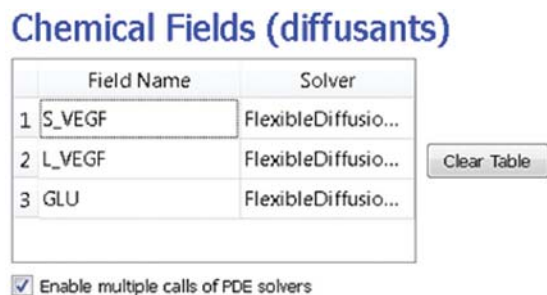 Chemical Fields (diffusants)
Field Name Solver
1 S_VEGF FlexibleDiffusio...
2 L_VEGF FlexibleDiffusio...
Clear Table
3 GLU FlexibleDiffusio...
Enable multiple calls of PDE solvers